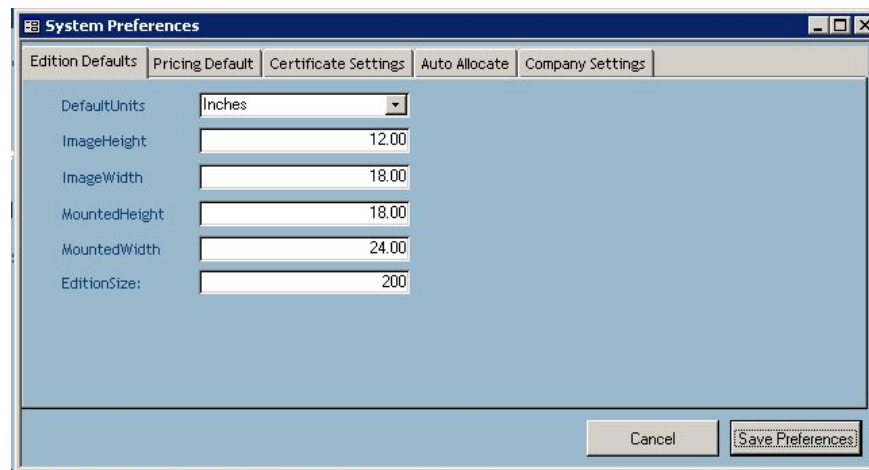 System Preferences
Edition Defaults Pricing Default Certificate Settings Auto Allocate Company Settings
DefaultUnits Inches
ImageHeight 12.00
ImageWidth 18.00
MountedHeight 18.00
MountedWidth 24.00
EditionSize: 200
Cancel Save Preferences